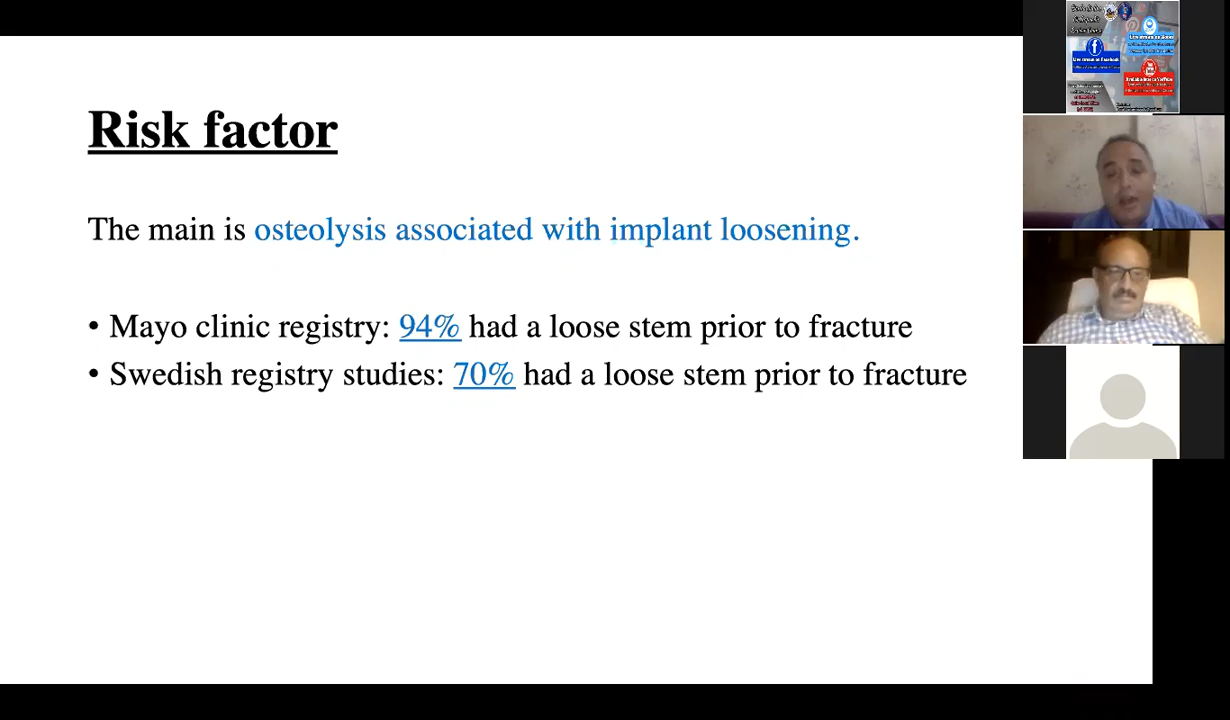 Risk factor
The main is osteolysis associated with implant loosening.
• Mayo clinic registry: 94% had a loose stem prior to fracture
• Swedish registry studies: 70% had a loose stem prior to fracture